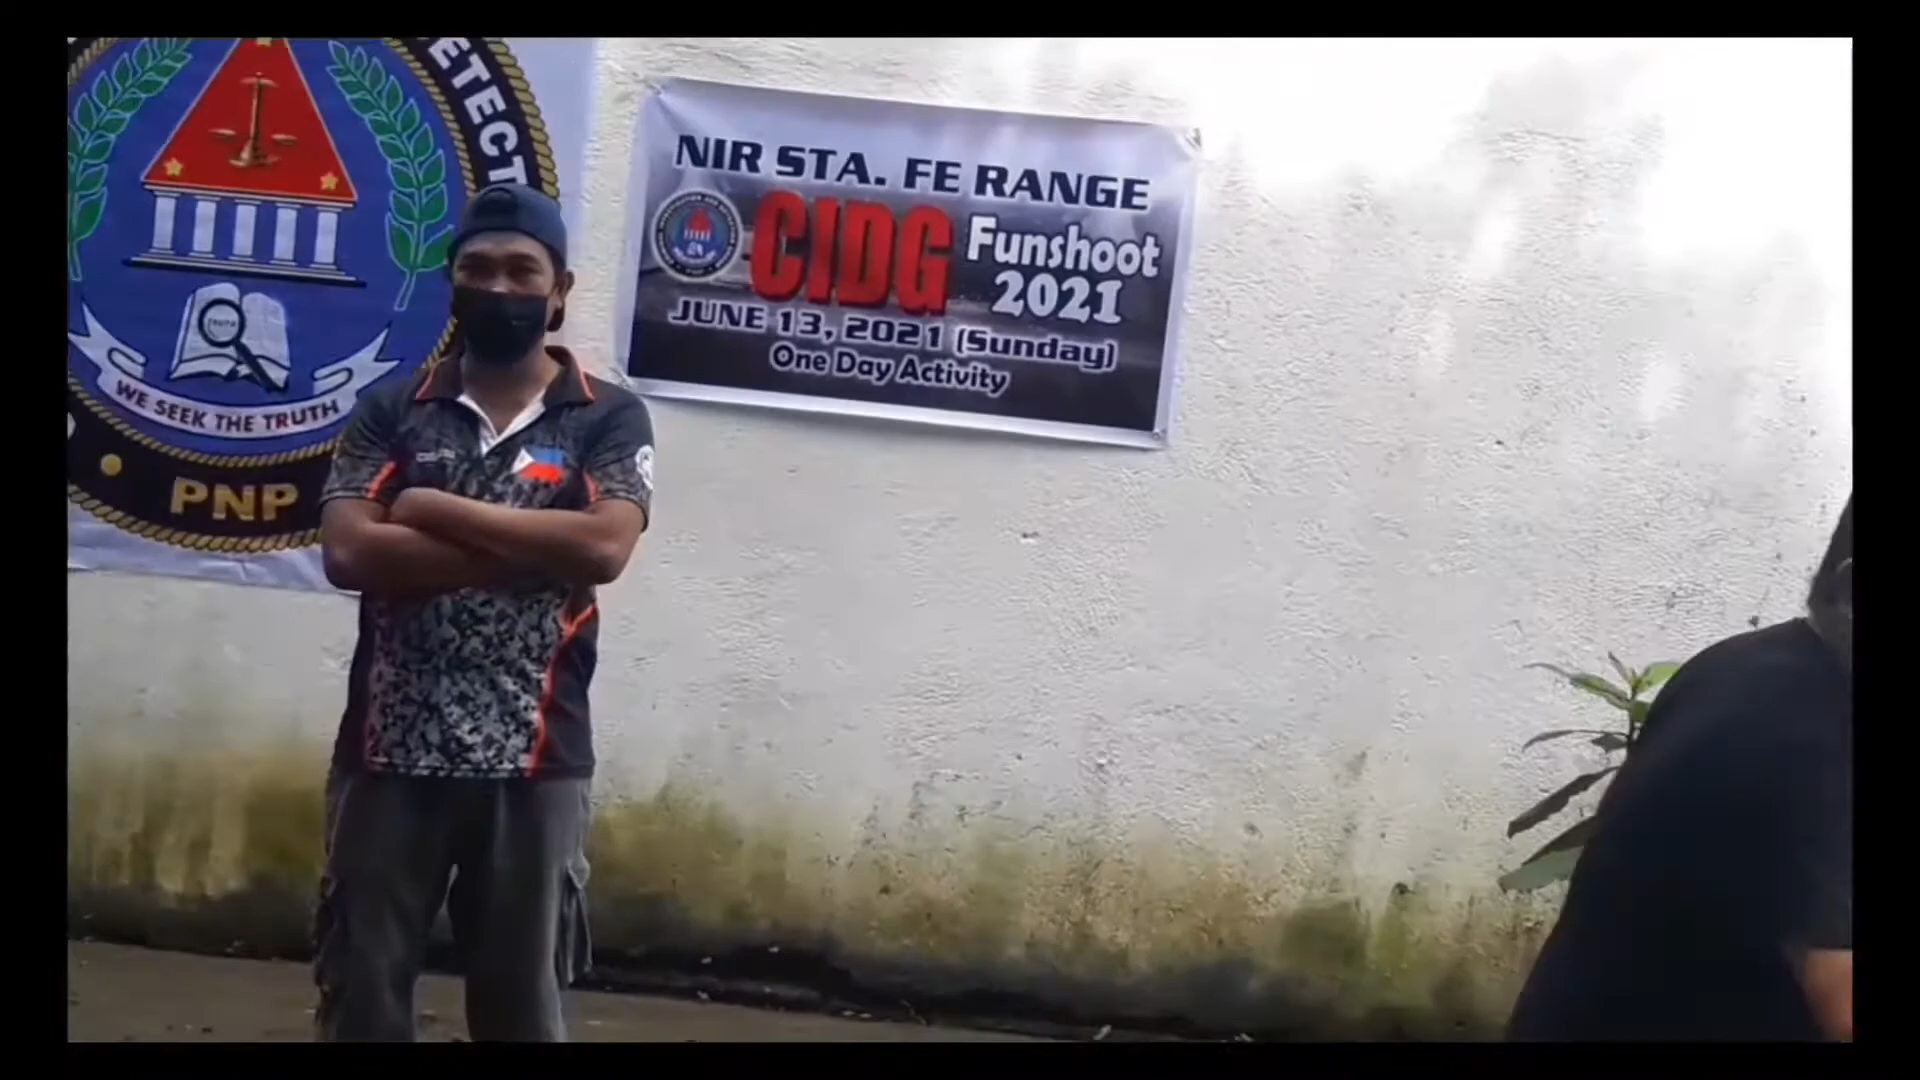 ETECT
WE SEEK THE TRUTH
PNP
NIR STA. FE RANGE
CIDG
Funshoot
2021
JUNE 13, 2021 (Sunday)
One Day Activity